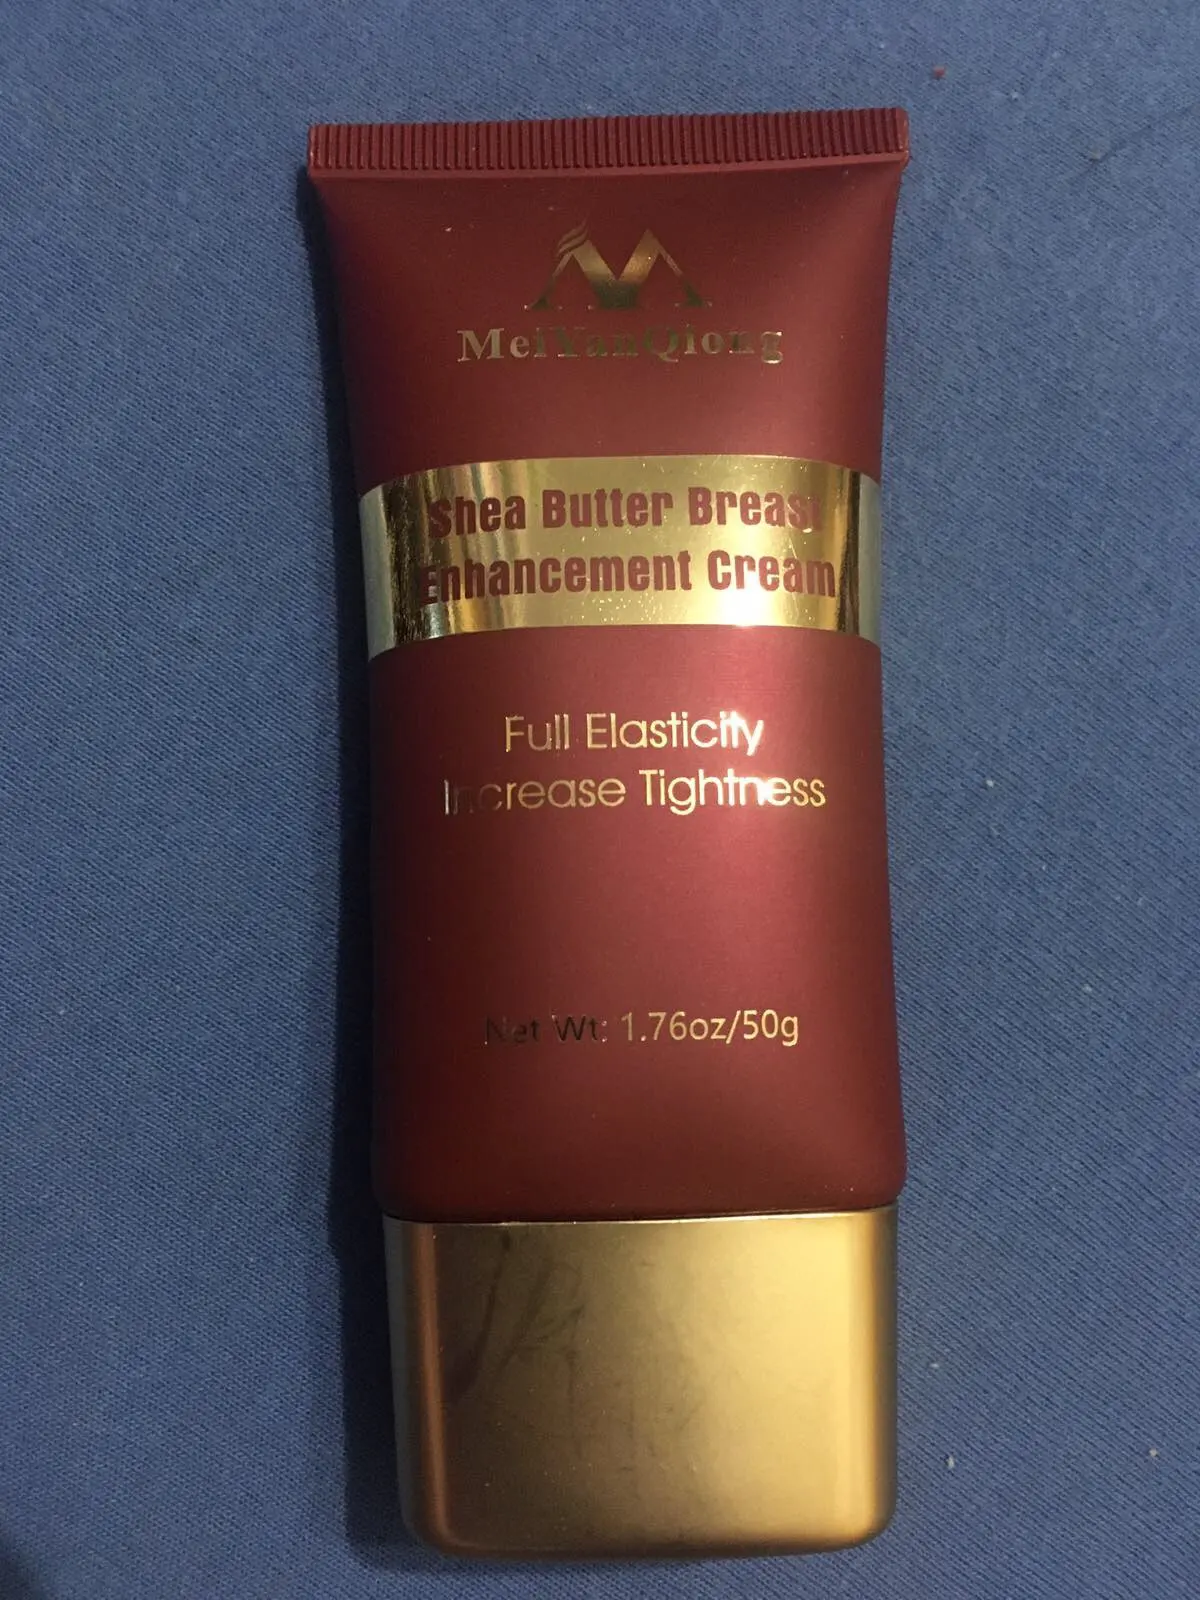 MeiYanQiong
Shea Butter Breast
Enhancement Cream
Full Elasticity
Increase Tightness
Net Wt: 1.76oz/50g